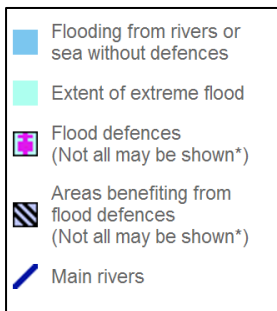 Flooding from rivers or
sea without defences
Extent of extreme flood
Flood defences
(Not all may be shown*)
Areas benefiting from
flood defences
(Not all may be shown*)
Main rivers